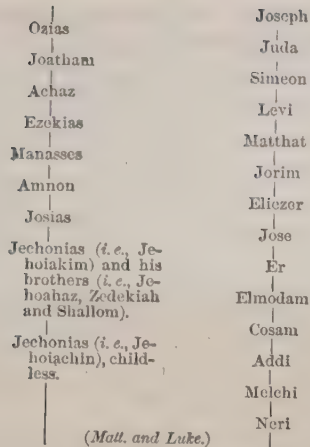 Ozias
Joatham
Achaz
Ezekias
Manasses
Amnon
Josias
Jechonias (i. e., Je-
hoiakim) and his
brothers (i. e., Je-
hoahaz, Zedekiah
and Shallom).
Jechonias (i. e., Je-
hoiachin), child-
less.
Joseph
Juda
Simeon
Levi
Matthat
Jorim
Eliezer
Jose
Er
Elmodam
Cosam
Addi
Melchi
Neri
(Matt. and Luke.)